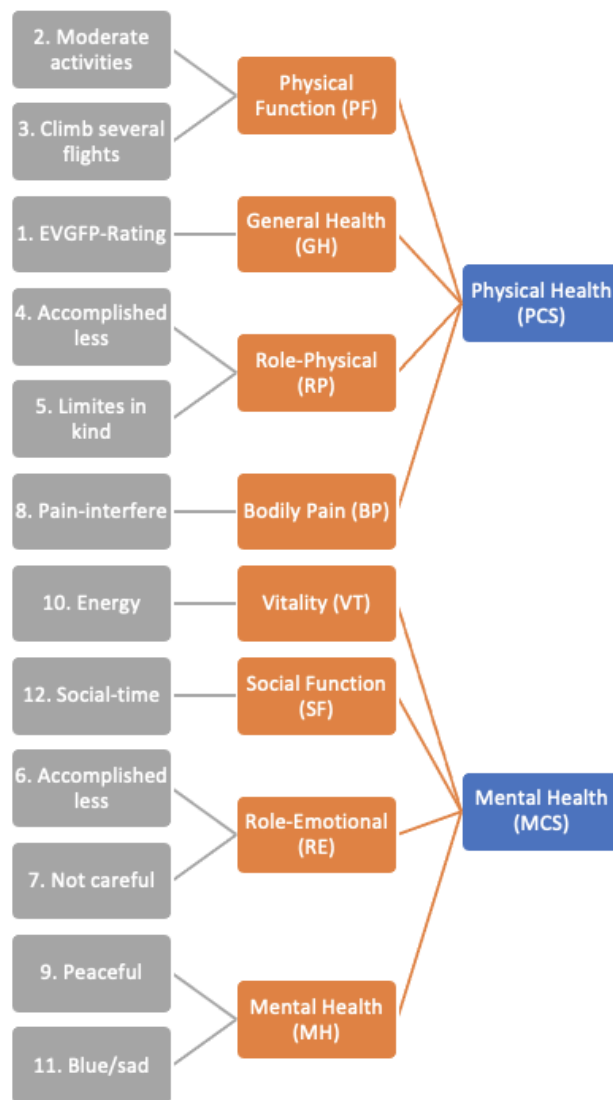 2. Moderate
activities
3. Climb several
flights
Physical
Function (PF)
1. EVGFP-Rating
General Health
(GH)
4. Accomplished
less
5. Limites in
kind
Role-Physical
(RP)
8. Pain-interfere
Bodily Pain (BP)
Physical Health
(PCS)
10. Energy
Vitality (VT)
12. Social-time
Social Function
(SF)
6. Accomplished
less
7. Not careful
Role-Emotional
(RE)
9. Peaceful
11. Blue/sad
Mental Health
(MH)
Mental Health
(MCS)